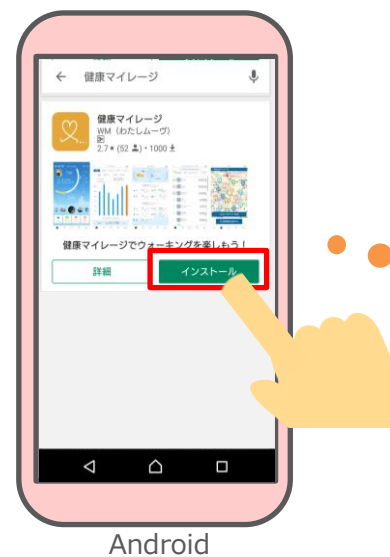 健康マイレージ
健康マイレージ
WM（わたしムーヴ）
2.7★ (52) • 1000
健康マイレージでウォーキングを楽しもう！
詳細
インストール
Android